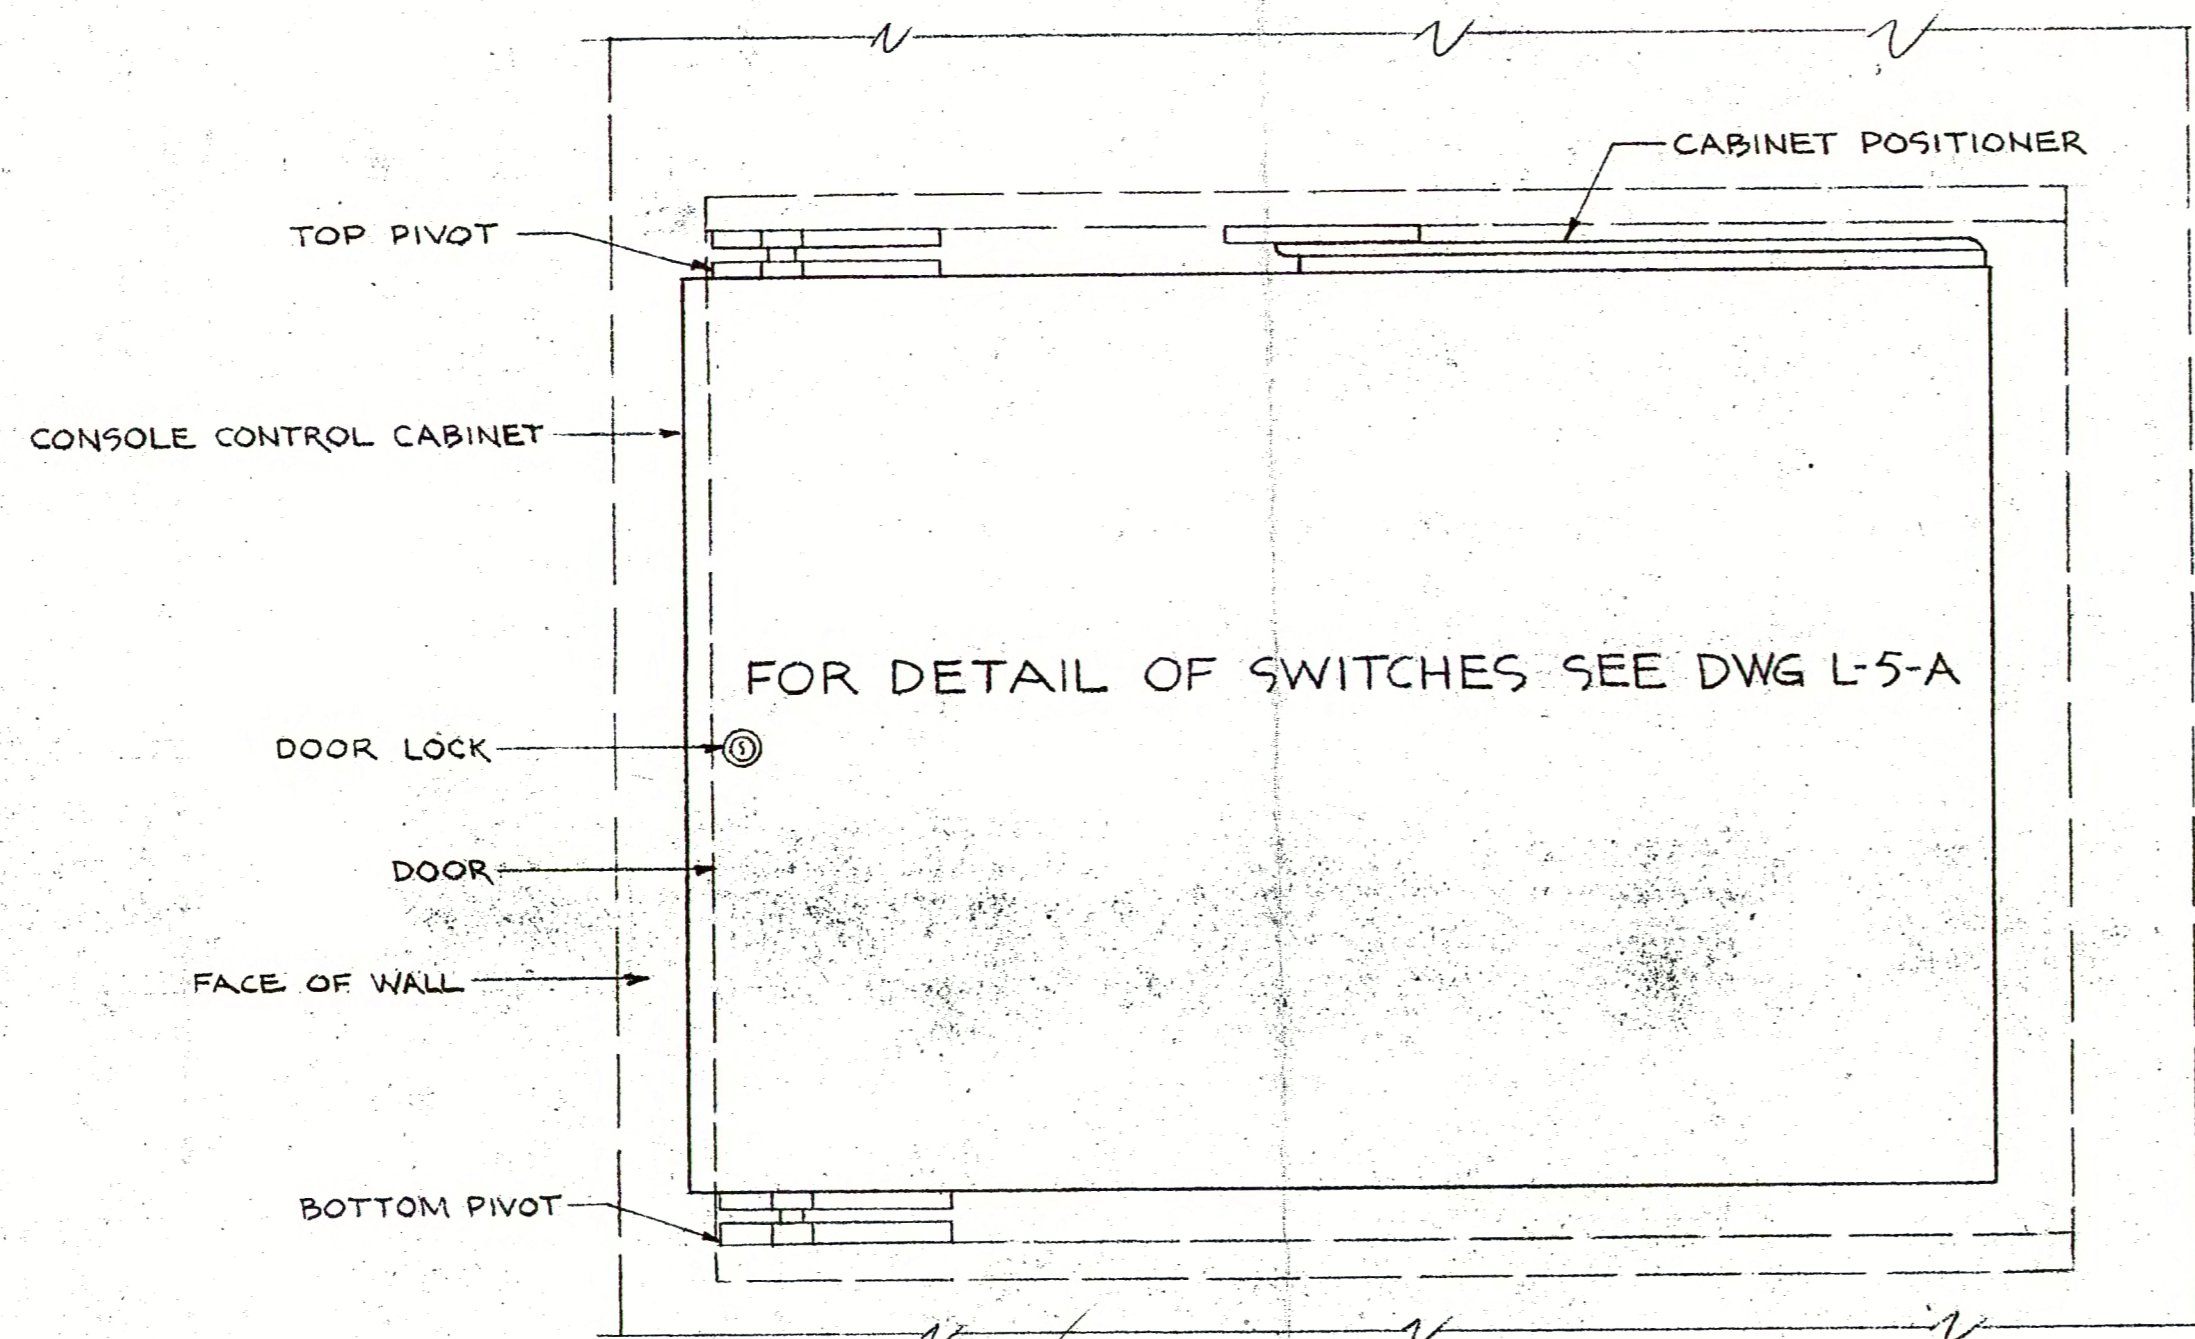 CABINET POSITIONER
TOP PIVOT
CONSOLE CONTROL CABINET
FOR DETAIL OF SWITCHES SEE DWG L-5-A
DOOR LOCK
DOOR
FACE OF WALL
BOTTOM PIVOT